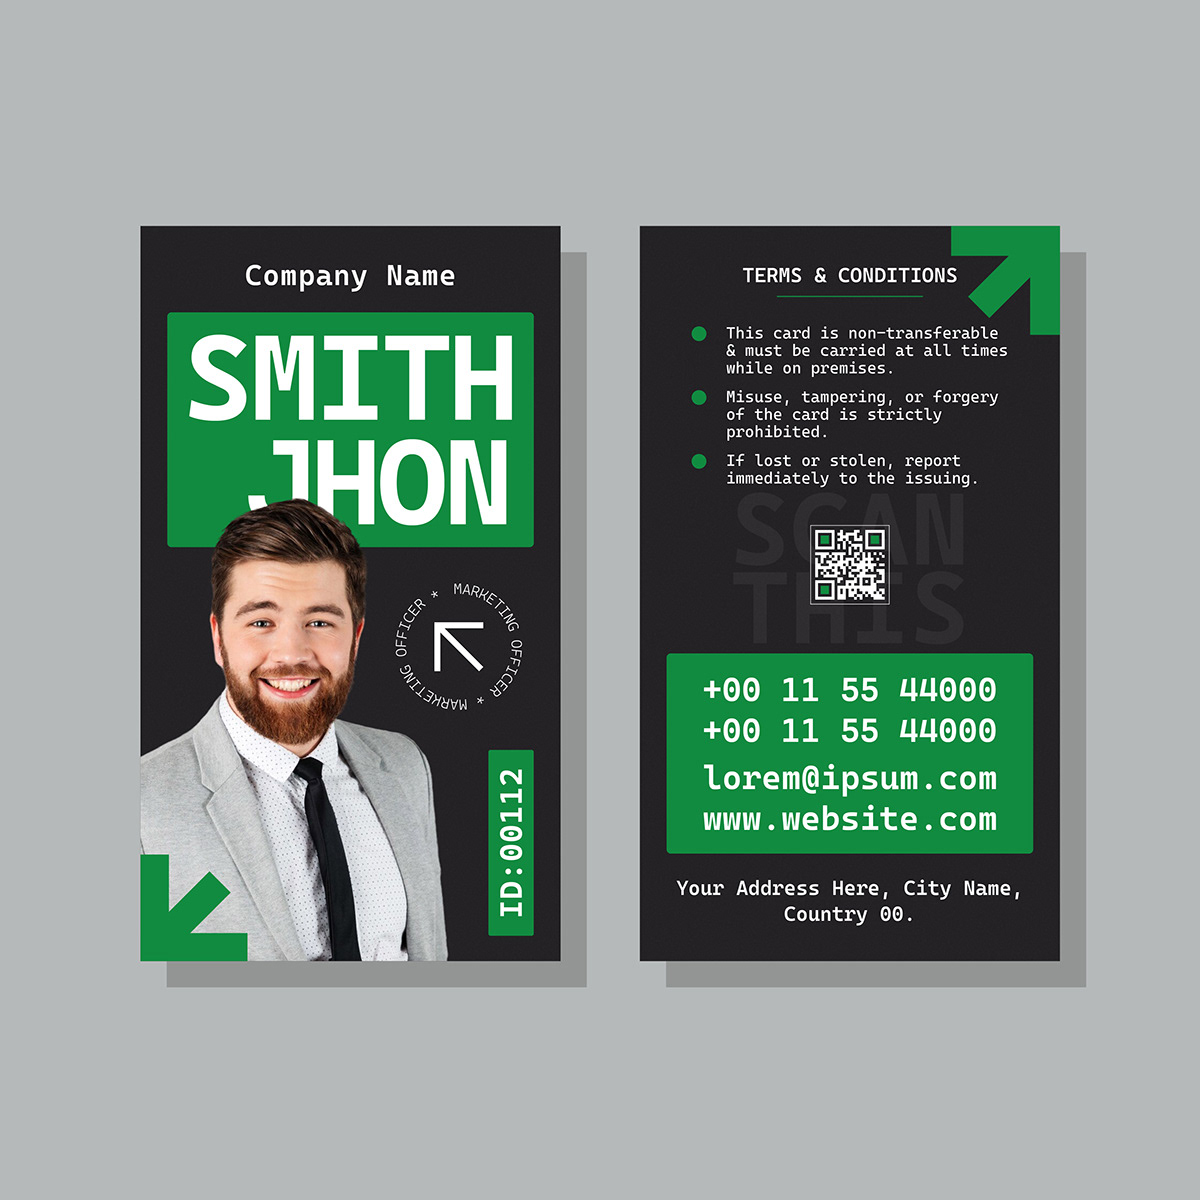 Company Name
SMITH
JHON
MARKETING OFFICER * MARKETING OFFICER *
ID:00112
TERMS & CONDITIONS
This card is non-transferable
& must be carried at all times
while on premises.
Misuse, tampering, or forgery
of the card is strictly
prohibited.
If lost or stolen, report
immediately to the issuing.
SCAN
THIS
+00 11 55 44000
+00 11 55 44000
lorem@ipsum.com
www.website.com
Your Address Here, City Name,
Country 00.